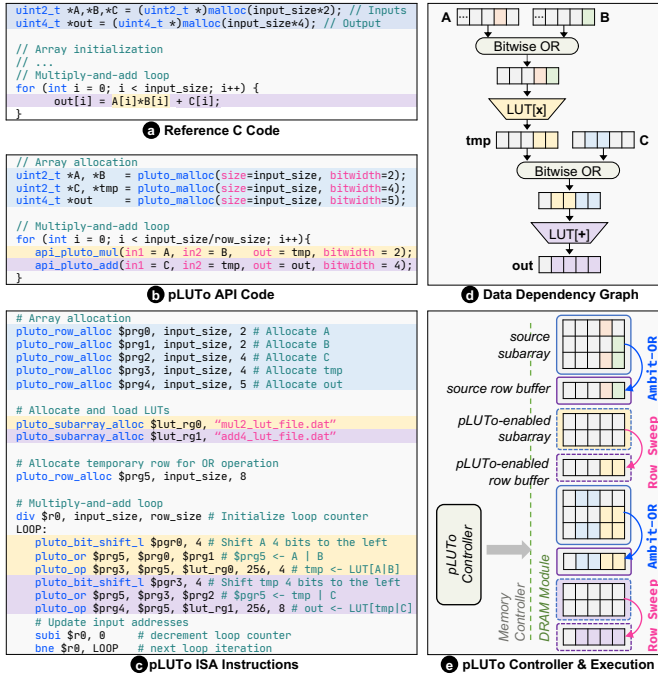 uint2_t *A,*B,*C = (uint2_t *)malloc(input_size*2); // Inputs
uint4_t *out = (uint4_t *)malloc(input_size*4); // Output
// Array initialization
// ...
// Multiply-and-add loop
for (int i = 0; i < input_size; i++) {
out[i] = A[i]*B[i] + C[i];
}
a Reference C Code
// Array allocation
uint2_t *A, *B = pluto_malloc(size=input_size, bitwidth=2);
uint2_t *C, *tmp = pluto_malloc(size=input_size, bitwidth=4);
uint4_t *out = pluto_malloc(size=input_size, bitwidth=5);
// Multiply-and-add loop
for (int i = 0; i < input_size/row_size; i++){
api_pluto_mul(in1 = A, in2 = B, out = tmp, bitwidth = 2);
api_pluto_add(in1 = C, in2 = tmp, out = out, bitwidth = 4);
}
b pLUTo API Code
# Array allocation
pluto_row_alloc $prg0, input_size, 2 # Allocate A
pluto_row_alloc $prg1, input_size, 2 # Allocate B
pluto_row_alloc $prg2, input_size, 4 # Allocate C
pluto_row_alloc $prg3, input_size, 4 # Allocate tmp
pluto_row_alloc $prg4, input_size, 5 # Allocate out
# Allocate and load LUTs
pluto_subarray_alloc $lut_rg0, "mul2_lut_file.dat"
pluto_subarray_alloc $lut_rg1, "add4_lut_file.dat"
# Allocate temporary row for OR operation
pluto_row_alloc $prg5, input_size, 8
# Multiply-and-add loop
div $r0, input_size, row_size # Initialize loop counter
LOOP:
pluto_bit_shift_l $pgr0, 4 # Shift A 4 bits to the left
pluto_or $prg5, $prg0, $prg1 # $prg5 <- A | B
pluto_op $prg3, $prg5, $lut_rg0, 256, 4 # tmp <- LUT[A|B]
pluto_bit_shift_l $pgr3, 4 # Shift tmp 4 bits to the left
pluto_or $prg5, $prg3, $prg2 # $pgr5 <- tmp | C
pluto_op $prg4, $prg5, $lut_rg1, 256, 8 # out <- LUT[tmp|C]
# Update input addresses
subi $r0, 0 # decrement loop counter
bne $r0, LOOP # next loop iteration
c pLUTo ISA Instructions
A
...
...
B
Bitwise OR
LUT[x]
tmp
C
Bitwise OR
LUT[+]
out
d Data Dependency Graph
source
subarray
source row buffer
Ambit-OR
pLUTo-enabled
subarray
pLUTo-enabled
row buffer
Row Sweep
pLUTo
Controller
Memory
Controller
DRAM Module
Ambit-OR
Row Sweep
e pLUTo Controller & Execution